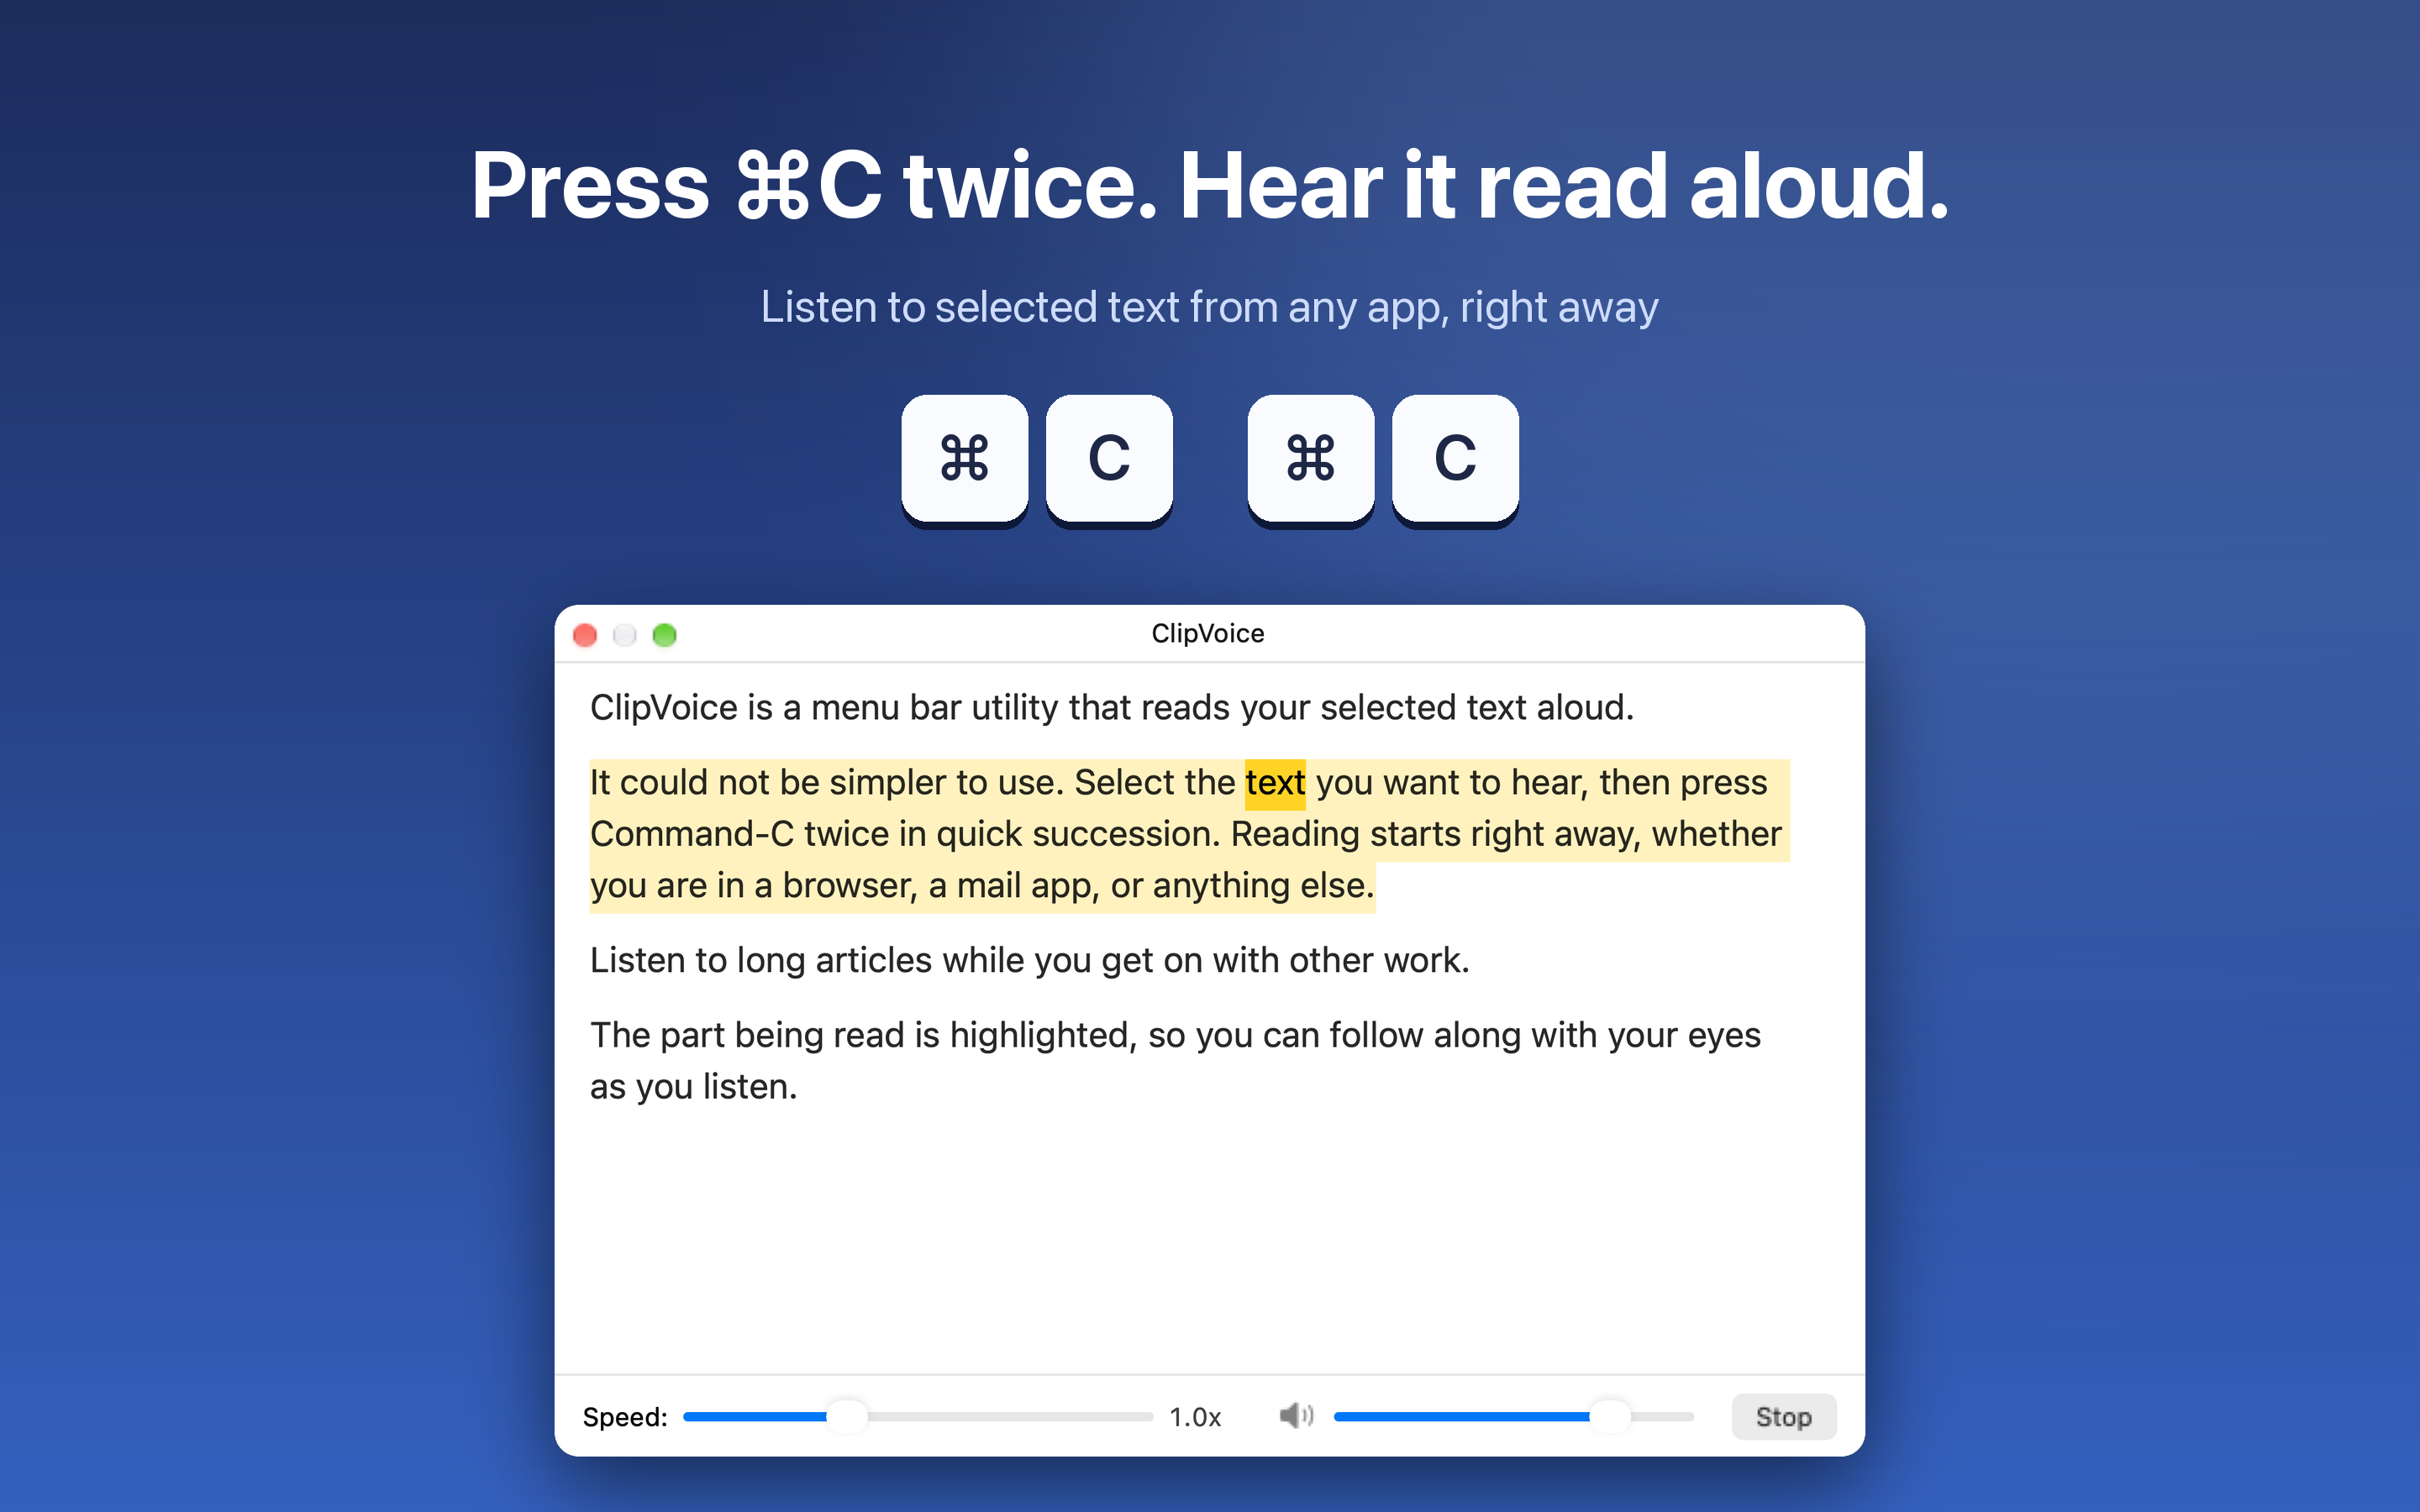 Press ⌘C twice. Hear it read aloud.
Listen to selected text from any app, right away
⌘ C ⌘ C
ClipVoice
ClipVoice is a menu bar utility that reads your selected text aloud.
It could not be simpler to use. Select the text you want to hear, then press
Command-C twice in quick succession. Reading starts right away, whether
you are in a browser, a mail app, or anything else.
Listen to long articles while you get on with other work.
The part being read is highlighted, so you can follow along with your eyes
as you listen.
Speed: 1.0x Stop